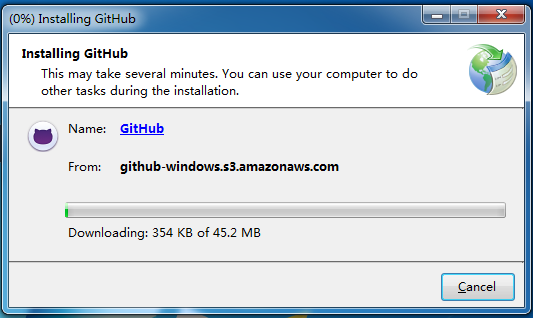 (0%) Installing GitHub
Installing GitHub
This may take several minutes. You can use your computer to do
other tasks during the installation.
Name: GitHub
From: github-windows.s3.amazonaws.com
Downloading: 354 KB of 45.2 MB
Cancel